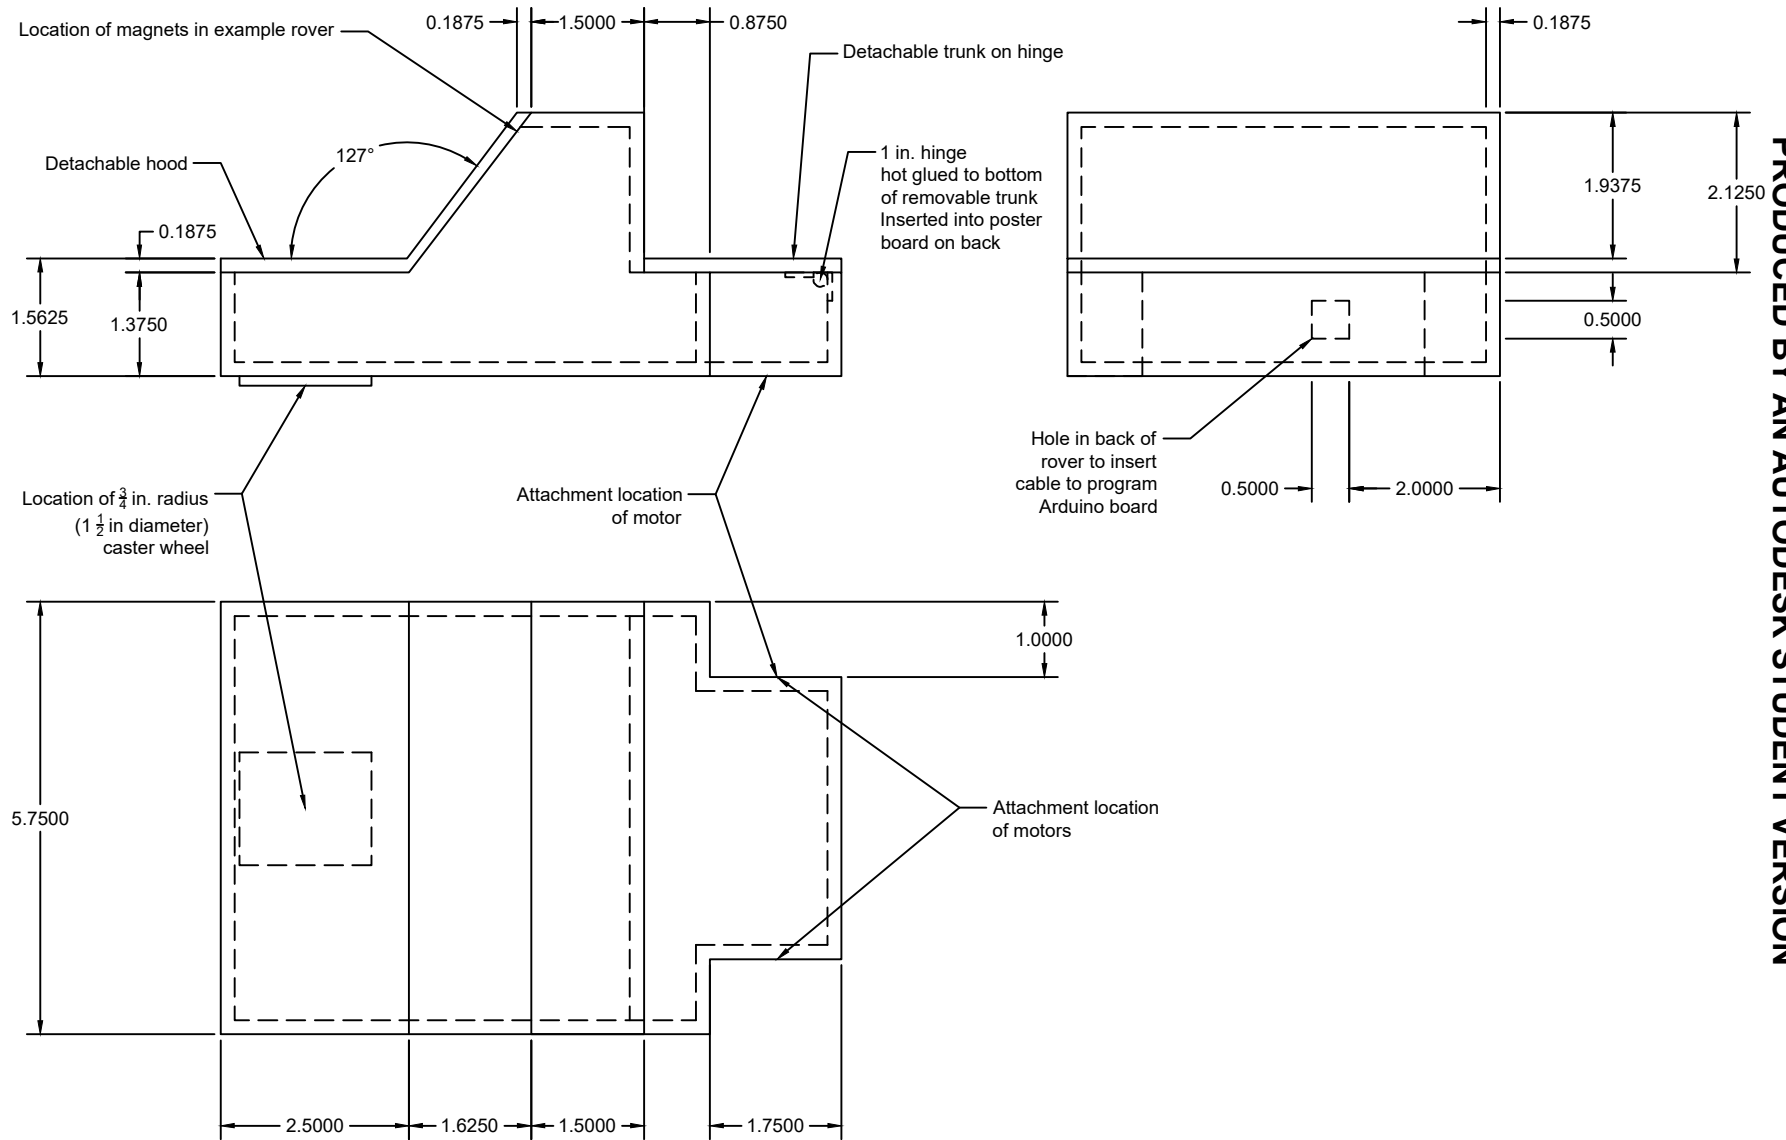 0.1875
1.5000
0.8750
0.1875
Location of magnets in example rover
Detachable trunk on hinge
127°
Detachable hood
1 in. hinge
hot glued to bottom
of removable trunk
Inserted into poster
board on back
1.9375
2.1250
0.1875
1.5625
1.3750
0.5000
Hole in back of
rover to insert
cable to program
Arduino board
0.5000
2.0000
Location of 3/4 in. radius
(1 1/2 in diameter)
caster wheel
Attachment location
of motor
1.0000
5.7500
Attachment location
of motors
2.5000
1.6250
1.5000
1.7500
PRODUCED BY AN AUTODESK STUDENT VERSION